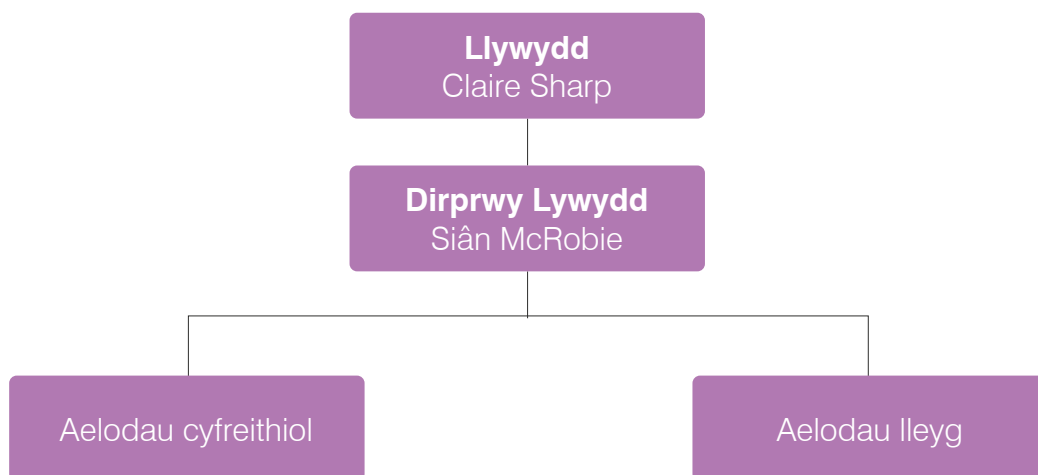 Llywydd
Claire Sharp
Dirprwy Lywydd
Siân McRobie
Aelodau cyfreithiol
Aelodau lleyg